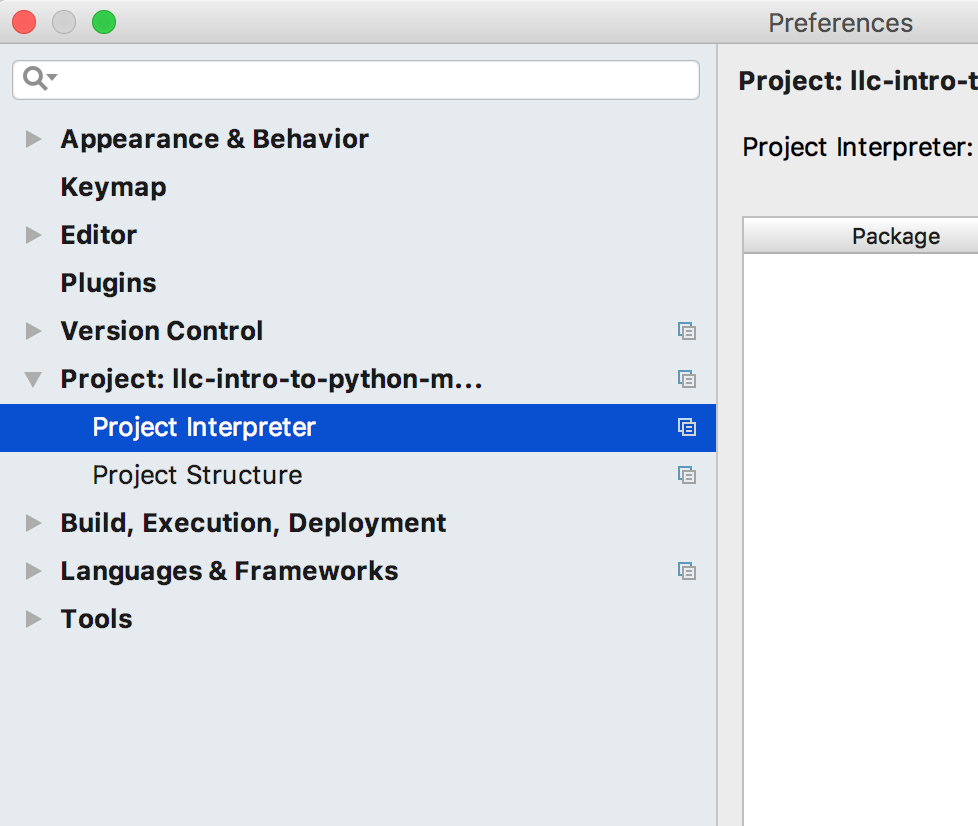 Preferences
Appearance & Behavior
Keymap
Editor
Plugins
Version Control
Project: llc-intro-to-python-m...
Project Interpreter
Project Structure
Build, Execution, Deployment
Languages & Frameworks
Tools
Project: llc-intro-t
Project Interpreter:
Package